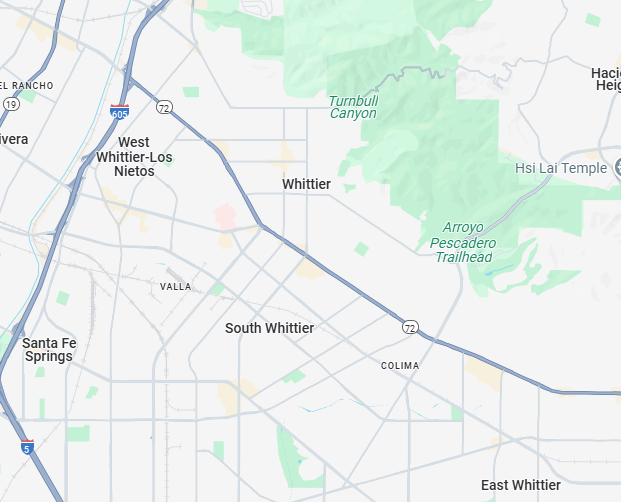 EL RANCHO
19
ivera
605
72
Turnbull
Canyon
Hacie
Heig
West
Whittier-Los
Nietos
Whittier
Hsi Lai Temple
Arroyo
Pescadero
Trailhead
VALLA
South Whittier
72
Santa Fe
Springs
COLIMA
5
East Whittier